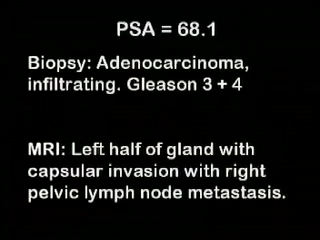 PSA = 68.1
Biopsy: Adenocarcinoma,
infiltrating. Gleason 3 + 4
MRI: Left half of gland with
capsular invasion with right
pelvic lymph node metastasis.